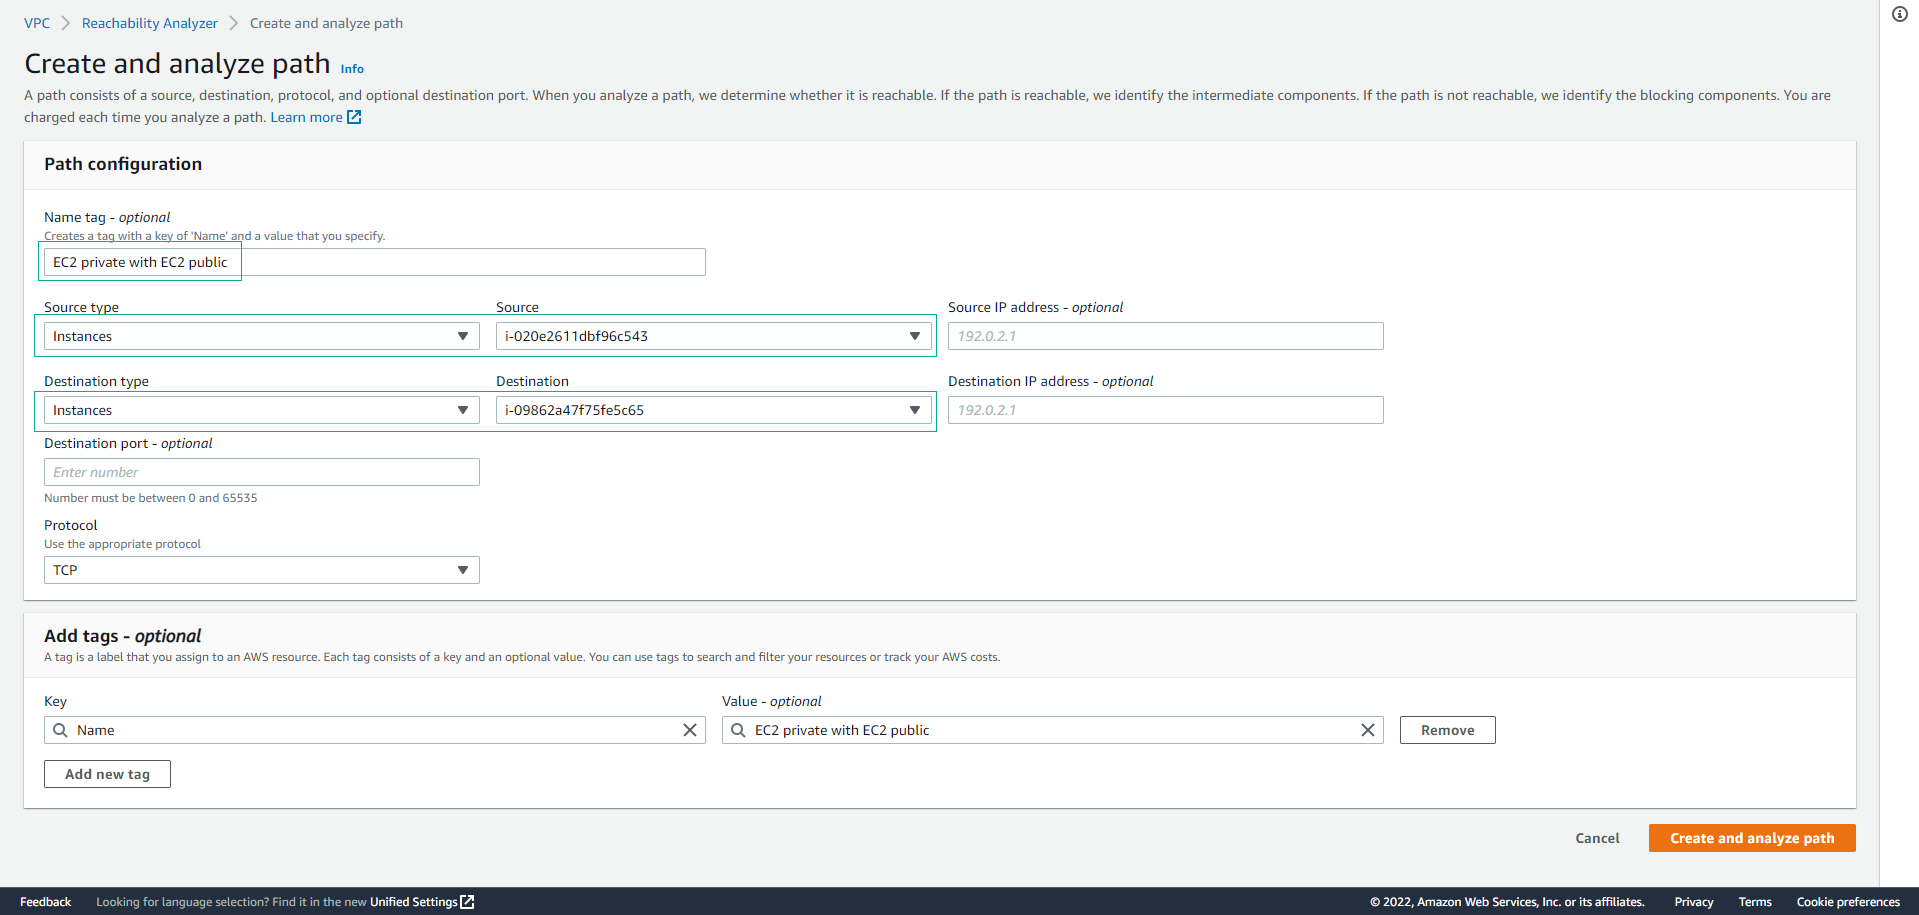 VPC > Reachability Analyzer > Create and analyze path
Create and analyze path Info
A path consists of a source, destination, protocol, and optional destination port. When you analyze a path, we determine whether it is reachable. If the path is reachable, we identify the intermediate components. If the path is not reachable, we identify the blocking components. You are
charged each time you analyze a path. Learn more
Path configuration
Name tag - optional
Creates a tag with a key of 'Name' and a value that you specify.
EC2 private with EC2 public
Source type Source Source IP address - optional
Instances i-020e2611dbf96c543 192.0.2.1
Destination type Destination Destination IP address - optional
Instances i-09862a47f75fe5c65 192.0.2.1
Destination port - optional
Enter number
Number must be between 0 and 65535
Protocol
Use the appropriate protocol
TCP
Add tags - optional
A tag is a label that you assign to an AWS resource. Each tag consists of a key and an optional value. You can use tags to search and filter your resources or track your AWS costs.
Key Value - optional
Name EC2 private with EC2 public Remove
Add new tag
Cancel Create and analyze path
Feedback Looking for language selection? Find it in the new Unified Settings © 2022, Amazon Web Services, Inc. or its affiliates. Privacy Terms Cookie preferences